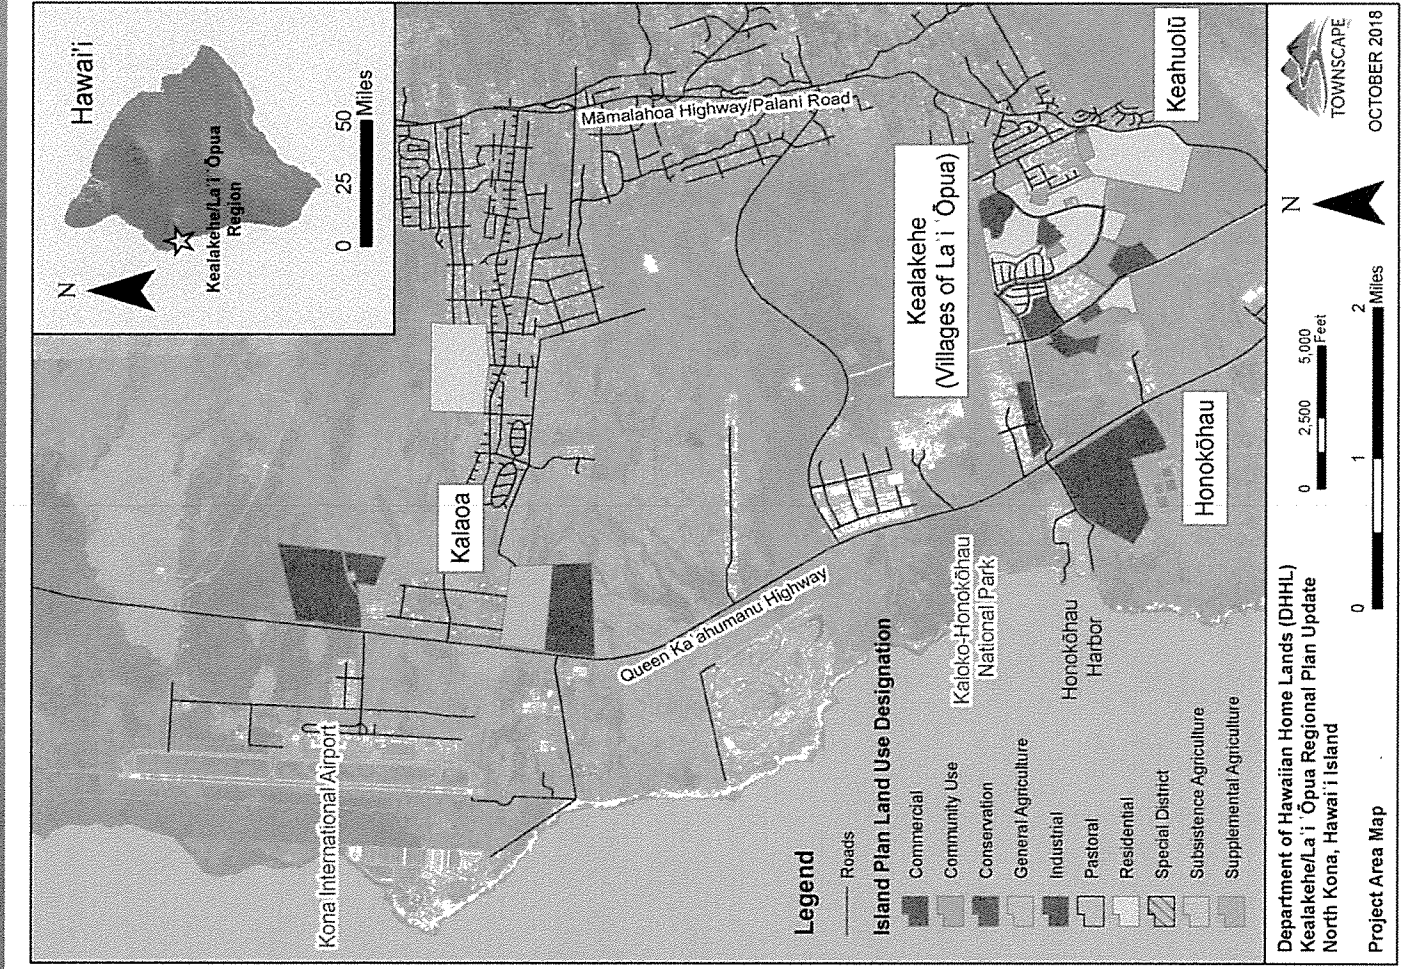 Hawai'i
N
Kealakehe/La'i 'Ōpua
Region
0 25 50
Miles
Kona International Airport
Kalaoa
Māmalahoa Highway/Palani Road
Queen Ka'ahumanu Highway
Kealakehe
(Villages of La'i 'Ōpua)
Keahuolū
Kaloko-Honokōhau
National Park
Honokōhau
Harbor
Honokōhau
Legend
Roads
Island Plan Land Use Designation
Commercial
Community Use
Conservation
General Agriculture
Industrial
Pastoral
Residential
Special District
Subsistence Agriculture
Supplemental Agriculture
Department of Hawaiian Home Lands (DHHL)
Kealakehe/La'i 'Ōpua Regional Plan Update
North Kona, Hawai'i Island
Project Area Map
0 2,500 5,000
Feet
0 1 2
Miles
N
TOWNSCAPE
OCTOBER 2018